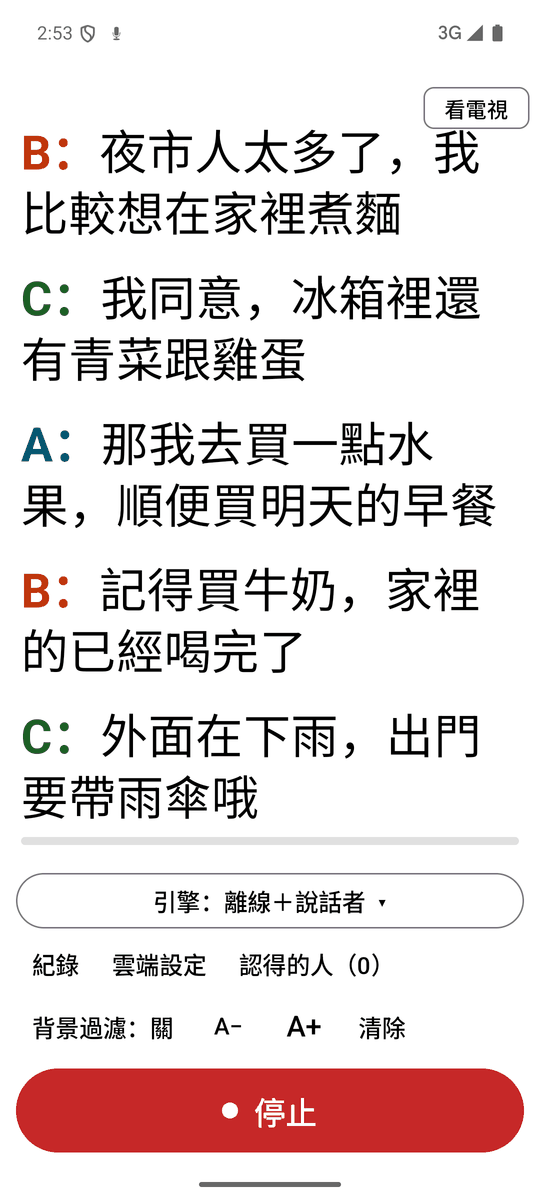 2:53
3G
看電視
B：夜市人太多了，我
比較想在家裡煮麵
C：我同意，冰箱裡還
有青菜跟雞蛋
A：那我去買一點水
果，順便買明天的早餐
B：記得買牛奶，家裡
的已經喝完了
C：外面在下雨，出門
要帶雨傘哦
引擎：離線＋說話者 ▾
紀錄 雲端設定 認得的人（0）
背景過濾：關 A− A+ 清除
停止